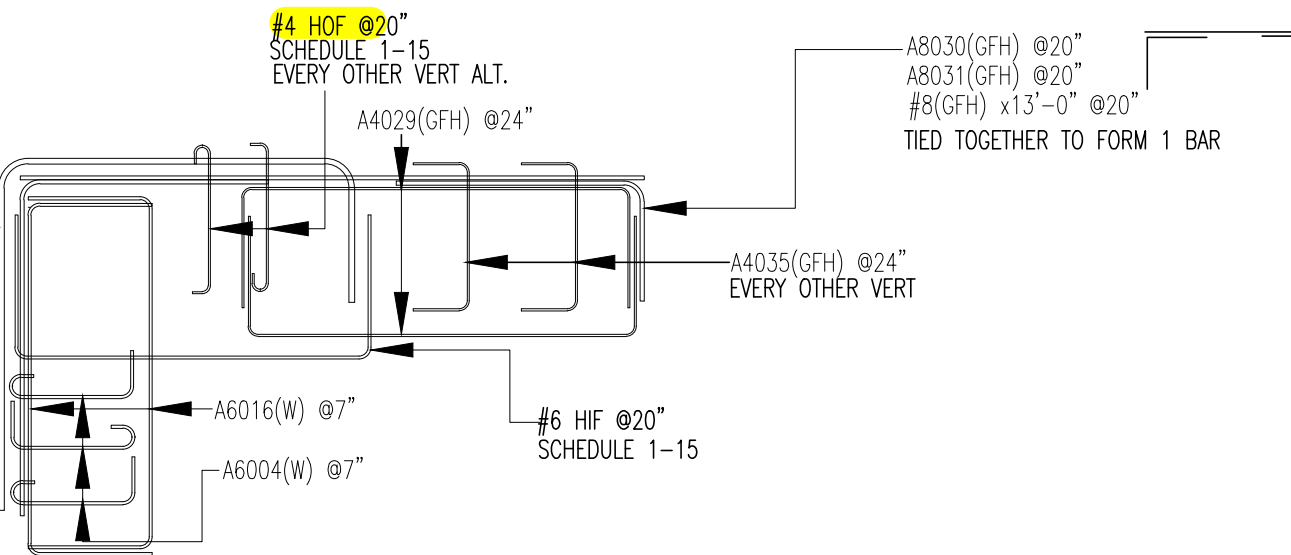 #4 HOF @20"
SCHEDULE 1-15
EVERY OTHER VERT ALT.
A4029(GFH) @24"
A8030(GFH) @20"
A8031(GFH) @20"
#8(GFH) x13'-0" @20"
TIED TOGETHER TO FORM 1 BAR
A4035(GFH) @24"
EVERY OTHER VERT
A6016(W) @7"
#6 HIF @20"
SCHEDULE 1-15
A6004(W) @7"